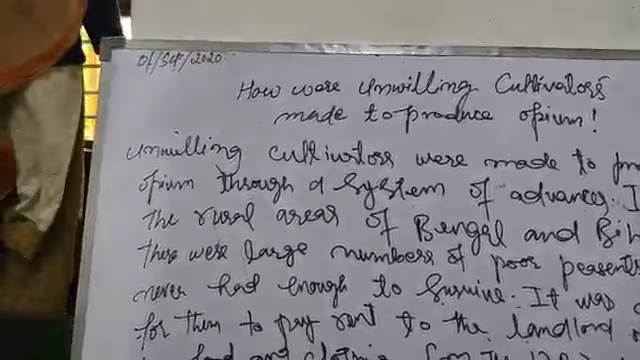 01/Sep/2020
How were Unwilling Cultivators
made to produce opium!
Unwilling cultivators were made to
opium through a system of advances.
the rural areas of Bengal and
There were large numbers of poor peasents
never had enough to survive. It was
for them to pay rent to the landlord